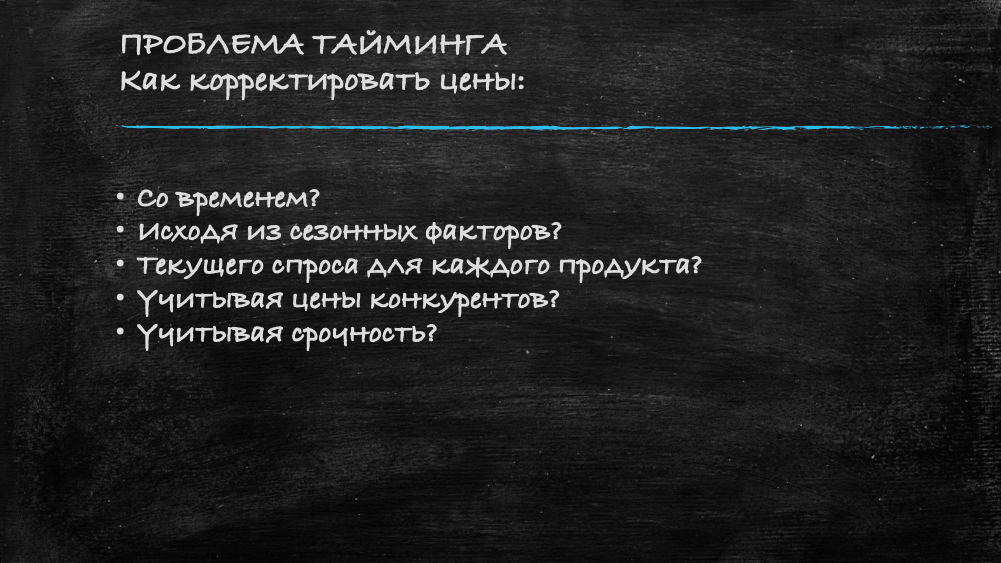 ПРОБЛЕМА ТАЙМИНГА
Как корректировать цены:
• Со временем?
• Исходя из сезонных факторов?
• Текущего спроса для каждого продукта?
• Учитывая цены конкурентов?
• Учитывая срочность?